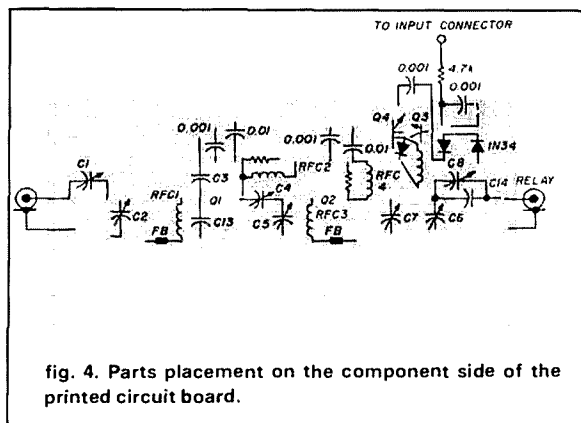 TO INPUT CONNECTOR
0.001
4.7k
0.001
0.001
0.01
0.001
0.01
Q4
Q3
1N34
C1
C3
RFC2
RFC
4
C8
C14
RELAY
C4
RFC1
Q1
Q2
C2
C13
C5
RFC3
C7
C6
FB
FB
fig. 4. Parts placement on the component side of the
printed circuit board.